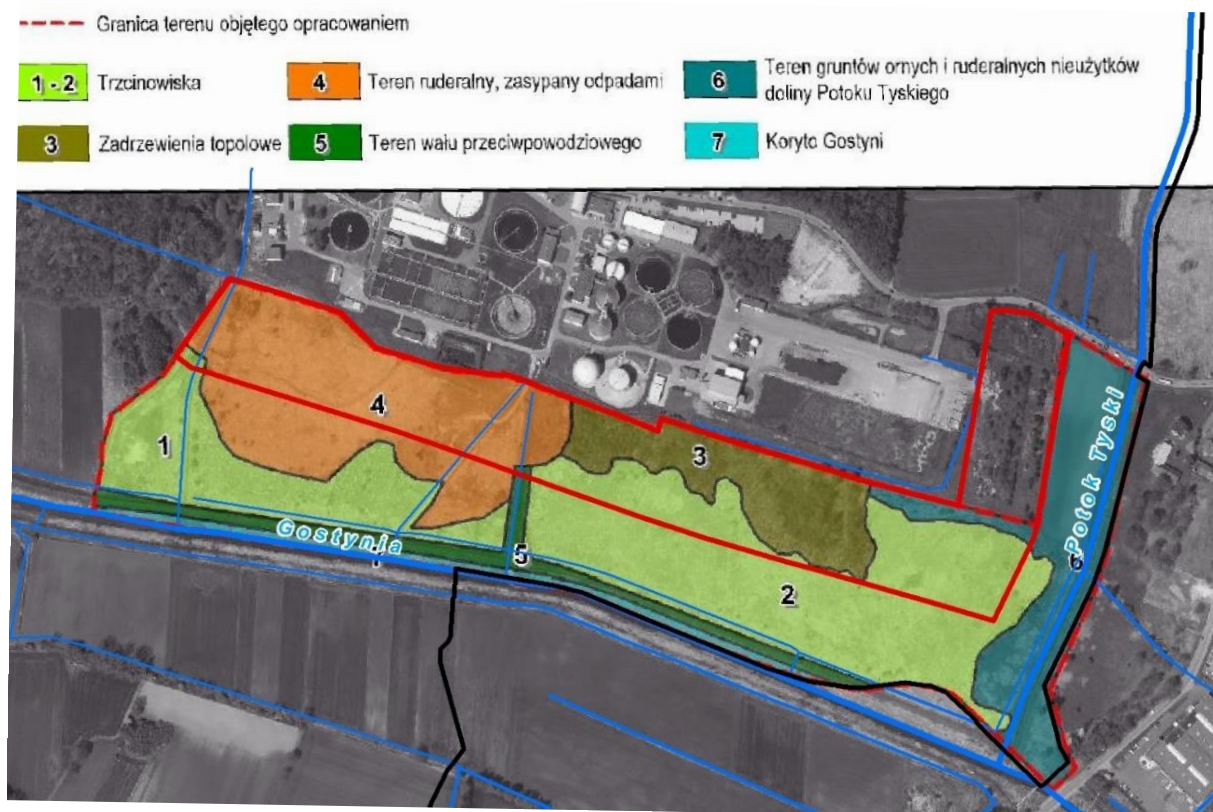 Granica terenu objętego opracowaniem
1 - 2 Trzcinowiska
4 Teren ruderalny, zasypany odpadami
6 Teren gruntów ornych i ruderalnych nieużytków
doliny Potoku Tyskiego
3 Zadrzewienia topolowe
5 Teren wału przeciwpowodziowego
7 Koryto Gostyni
4
1
3
Potok Tyski
Gostynia
5
6
2